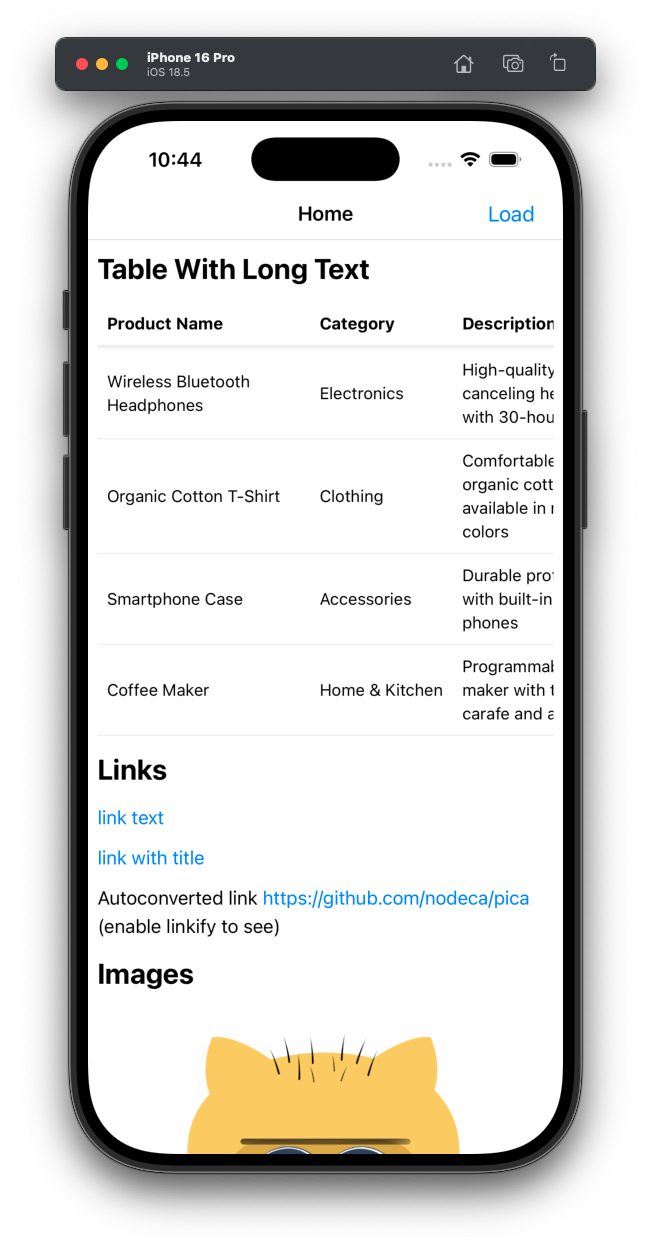 iPhone 16 Pro
iOS 18.5
10:44
Home
Load
Table With Long Text
Product Name Category Description
Wireless Bluetooth
Headphones
Electronics
High-quality
canceling he
with 30-hou
Organic Cotton T-Shirt
Clothing
Comfortable
organic cott
available in
colors
Smartphone Case
Accessories
Durable prot
with built-in
phones
Coffee Maker
Home & Kitchen
Programmab
maker with t
carafe and a
Links
link text
link with title
Autoconverted link https://github.com/nodeca/pica
(enable linkify to see)
Images